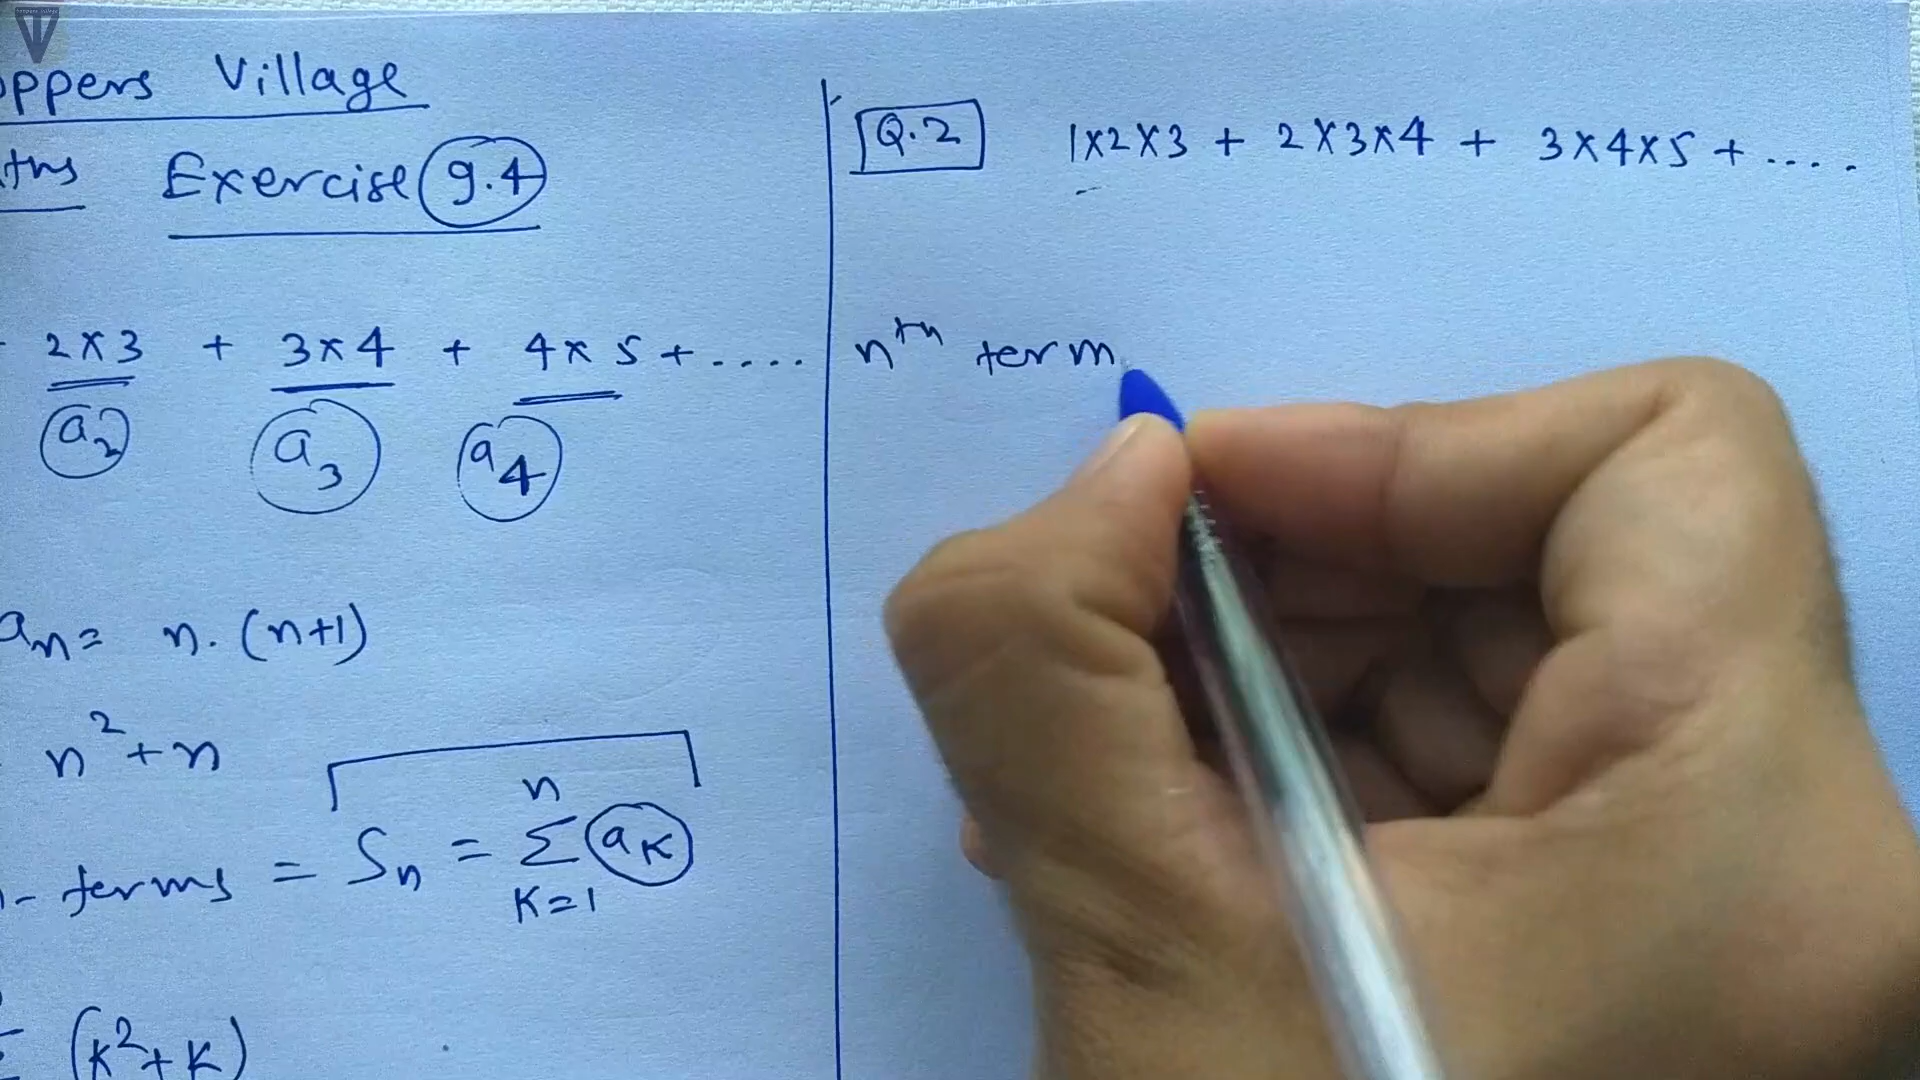 Village
Exercise 9.4
2×3 + 3×4 + 4×5 + ....
a₂ a₃ a₄
aₙ = n.(n+1)
n² + n
n
- terms = Sₙ = Σ aₖ
K=1
(k² + k)
Q.2 1×2×3 + 2×3×4 + 3×4×5 + ....
nᵗʰ term